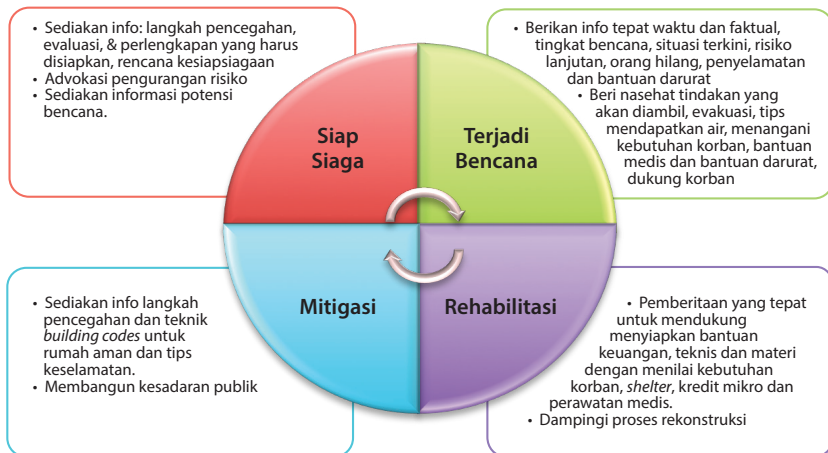 • Sediakan info: langkah pencegahan,
evaluasi, & perlengkapan yang harus
disiapkan, rencana kesiapsiagaan
• Advokasi pengurangan risiko
• Sediakan informasi potensi
bencana.
Siap
Siaga
Terjadi
Bencana
• Berikan info tepat waktu dan faktual,
tingkat bencana, situasi terkini, risiko
lanjutan, orang hilang, penyelamatan
dan bantuan darurat
• Beri nasehat tindakan yang
akan diambil, evakuasi, tips
mendapatkan air, menangani
kebutuhan korban, bantuan
medis dan bantuan darurat,
dukung korban
• Sediakan info langkah
pencegahan dan teknik
building codes untuk
rumah aman dan tips
keselamatan.
• Membangun kesadaran publik
Mitigasi
Rehabilitasi
• Pemberitaan yang tepat
untuk mendukung
menyiapkan bantuan
keuangan, teknis dan materi
dengan menilai kebutuhan
korban, shelter, kredit mikro dan
perawatan medis.
• Dampingi proses rekonstruksi